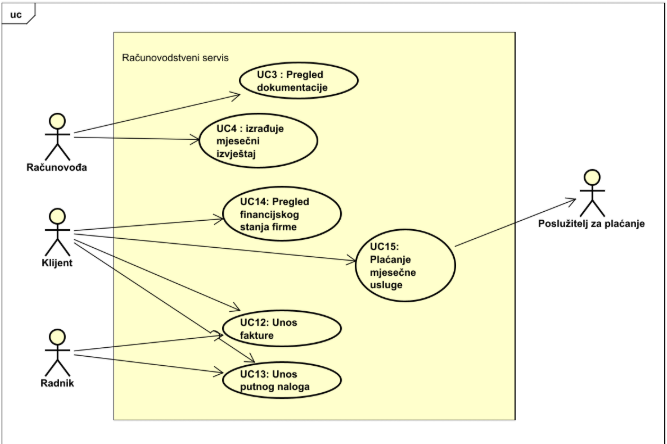 uc
Računovodstveni servis
UC3 : Pregled
dokumentacije
UC4 : izrađuje
mjesečni
izvještaj
Računovođa
UC14: Pregled
financijskog
stanja firme
Poslužitelj za plaćanje
UC15:
Plaćanje
mjesečne
usluge
Klijent
UC12: Unos
fakture
Radnik
UC13: Unos
putnog naloga